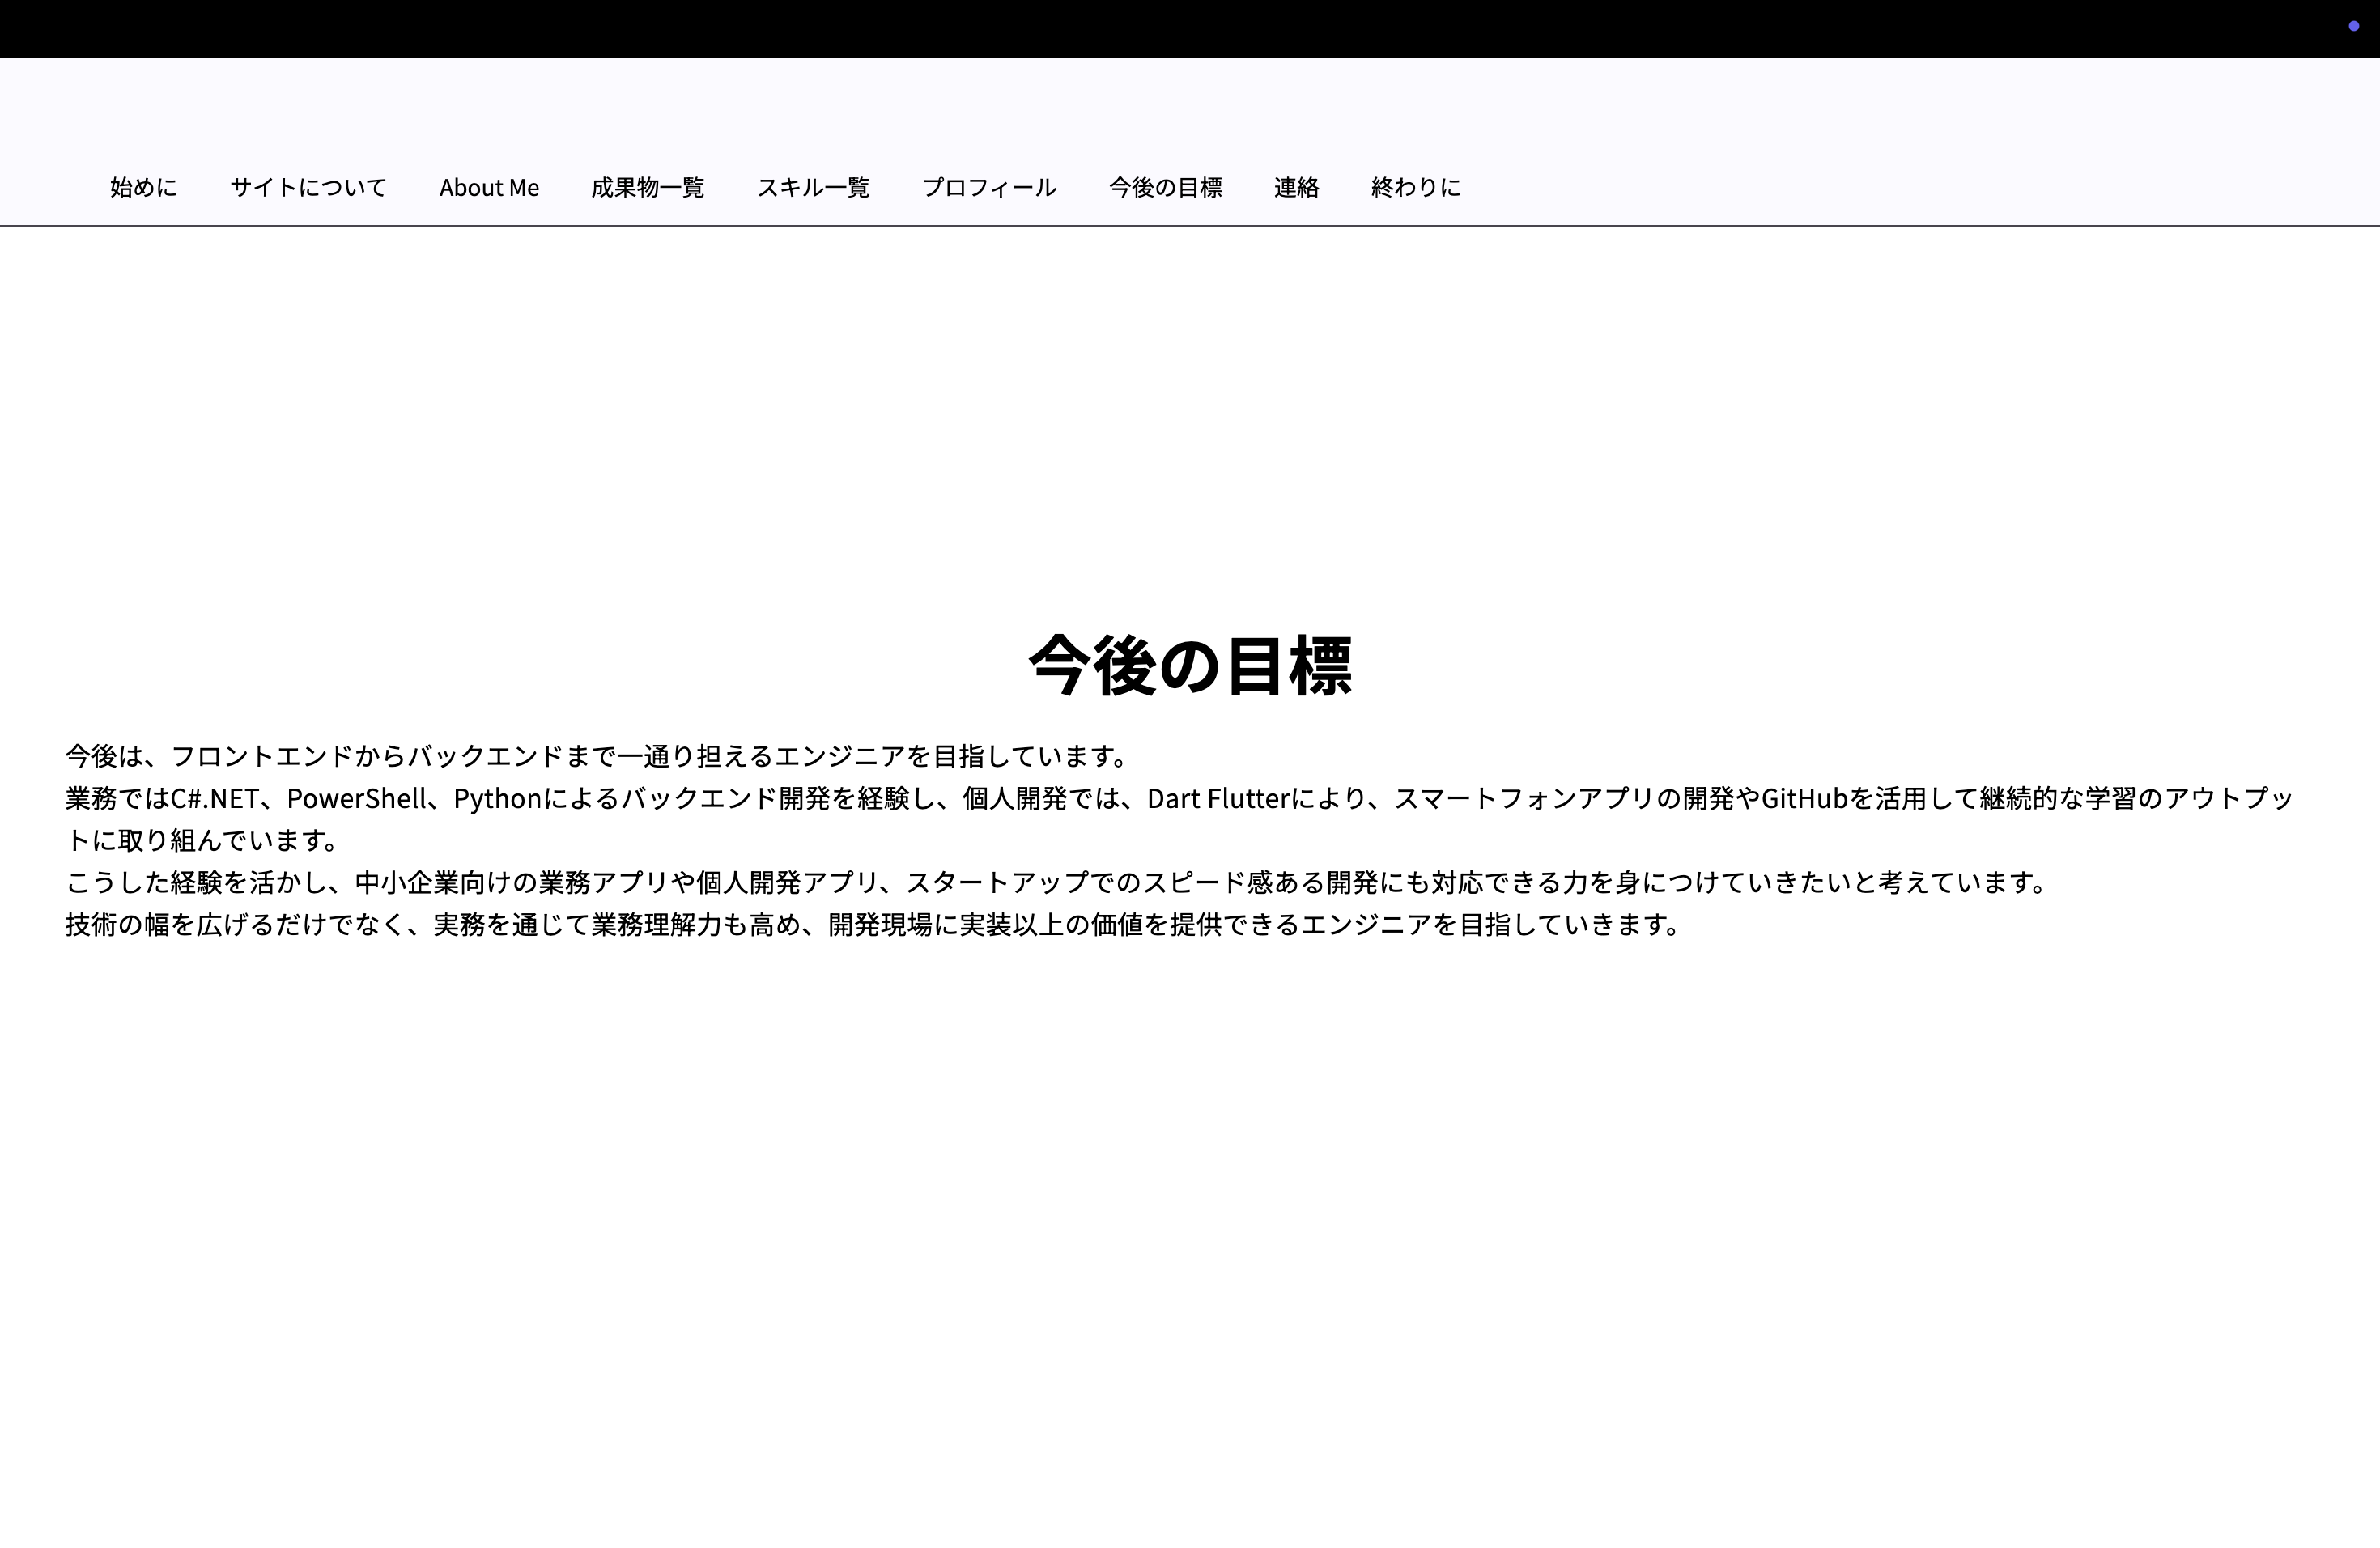 始めに サイトについて About Me 成果物一覧 スキル一覧 プロフィール 今後の目標 連絡 終わりに
今後の目標
今後は、フロントエンドからバックエンドまで一通り担えるエンジニアを目指しています。
業務ではC#.NET、PowerShell、Pythonによるバックエンド開発を経験し、個人開発では、Dart Flutterにより、スマートフォンアプリの開発やGitHubを活用して継続的な学習のアウトプッ
トに取り組んでいます。
こうした経験を活かし、中小企業向けの業務アプリや個人開発アプリ、スタートアップでのスピード感ある開発にも対応できる力を身につけていきたいと考えています。
技術の幅を広げるだけでなく、実務を通じて業務理解力も高め、開発現場に実装以上の価値を提供できるエンジニアを目指していきます。